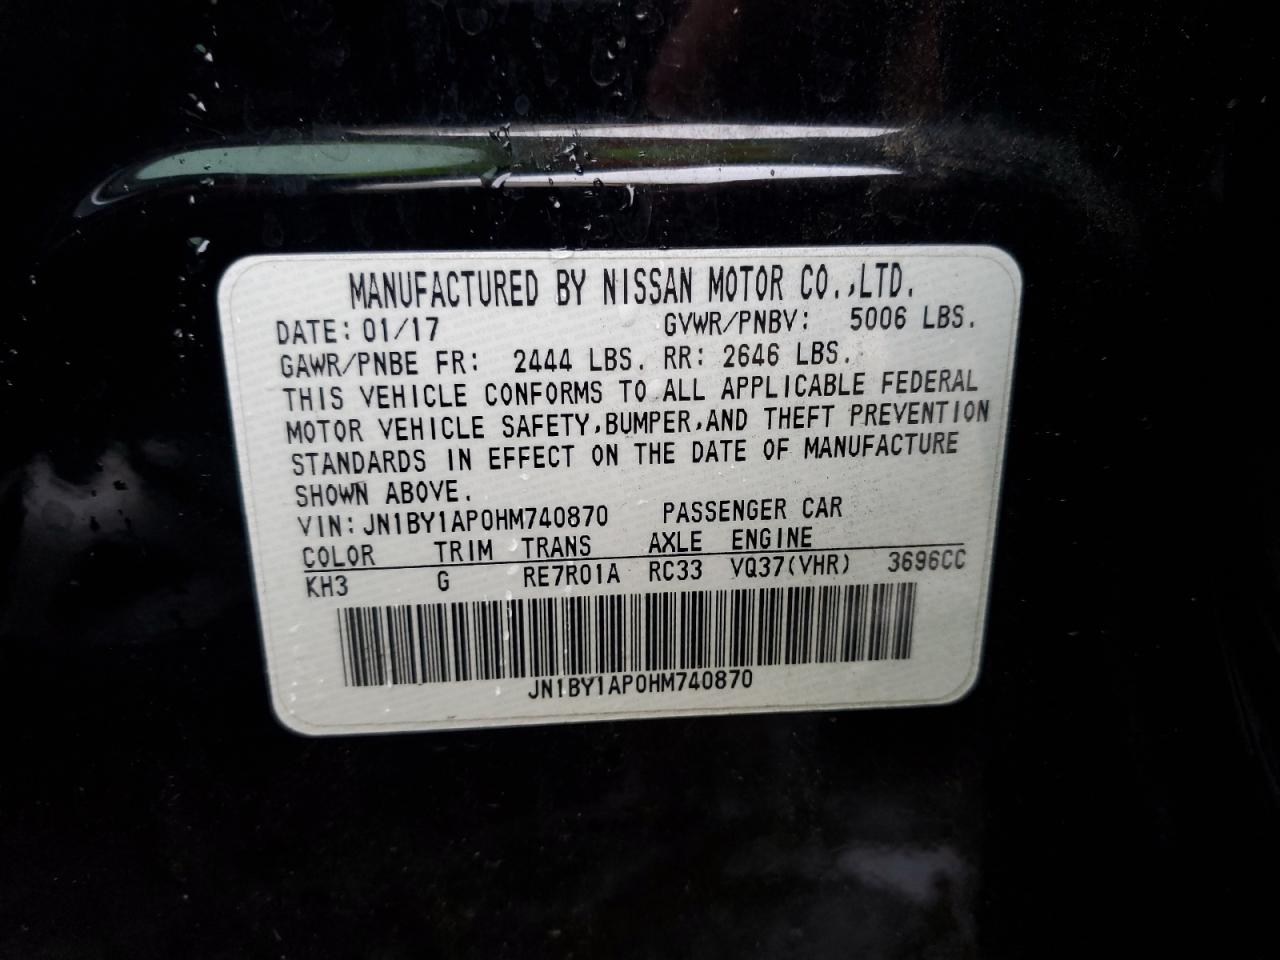 MANUFACTURED BY NISSAN MOTOR CO.,LTD.
DATE: 01/17 GVWR/PNBV: 5006 LBS.
GAWR/PNBE FR: 2444 LBS. RR: 2646 LBS.
THIS VEHICLE CONFORMS TO ALL APPLICABLE FEDERAL
MOTOR VEHICLE SAFETY,BUMPER,AND THEFT PREVENTION
STANDARDS IN EFFECT ON THE DATE OF MANUFACTURE
SHOWN ABOVE.
VIN: JN1BY1AP0HM740870 PASSENGER CAR
COLOR TRIM TRANS AXLE ENGINE
KH3 G RE7R01A RC33 VQ37(VHR) 3696CC
JN1BY1AP0HM740870